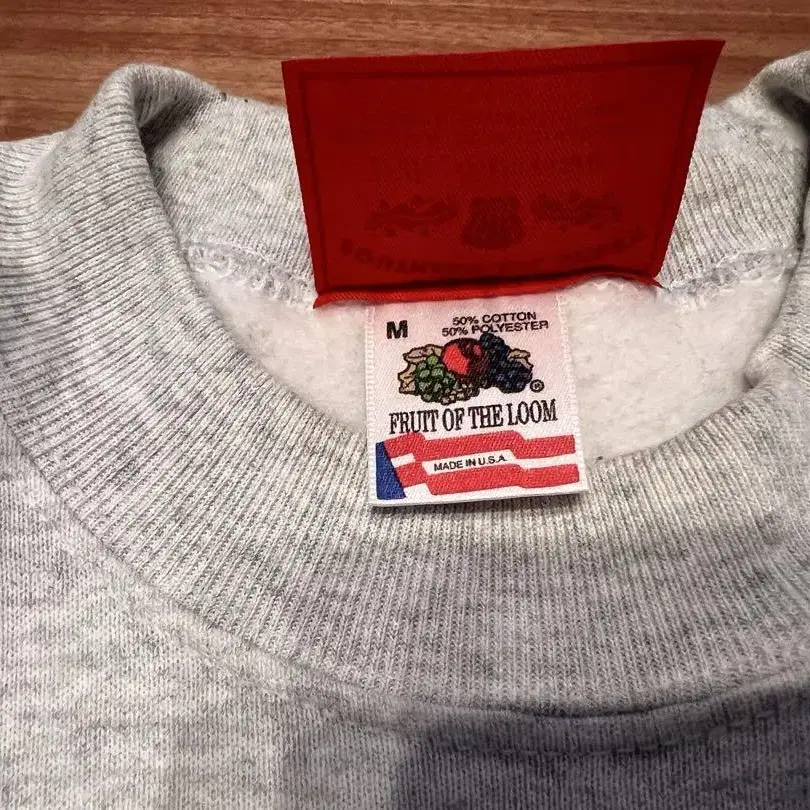 M
50% COTTON
50% POLYESTER
®
FRUIT OF THE LOOM
MADE IN U.S.A.